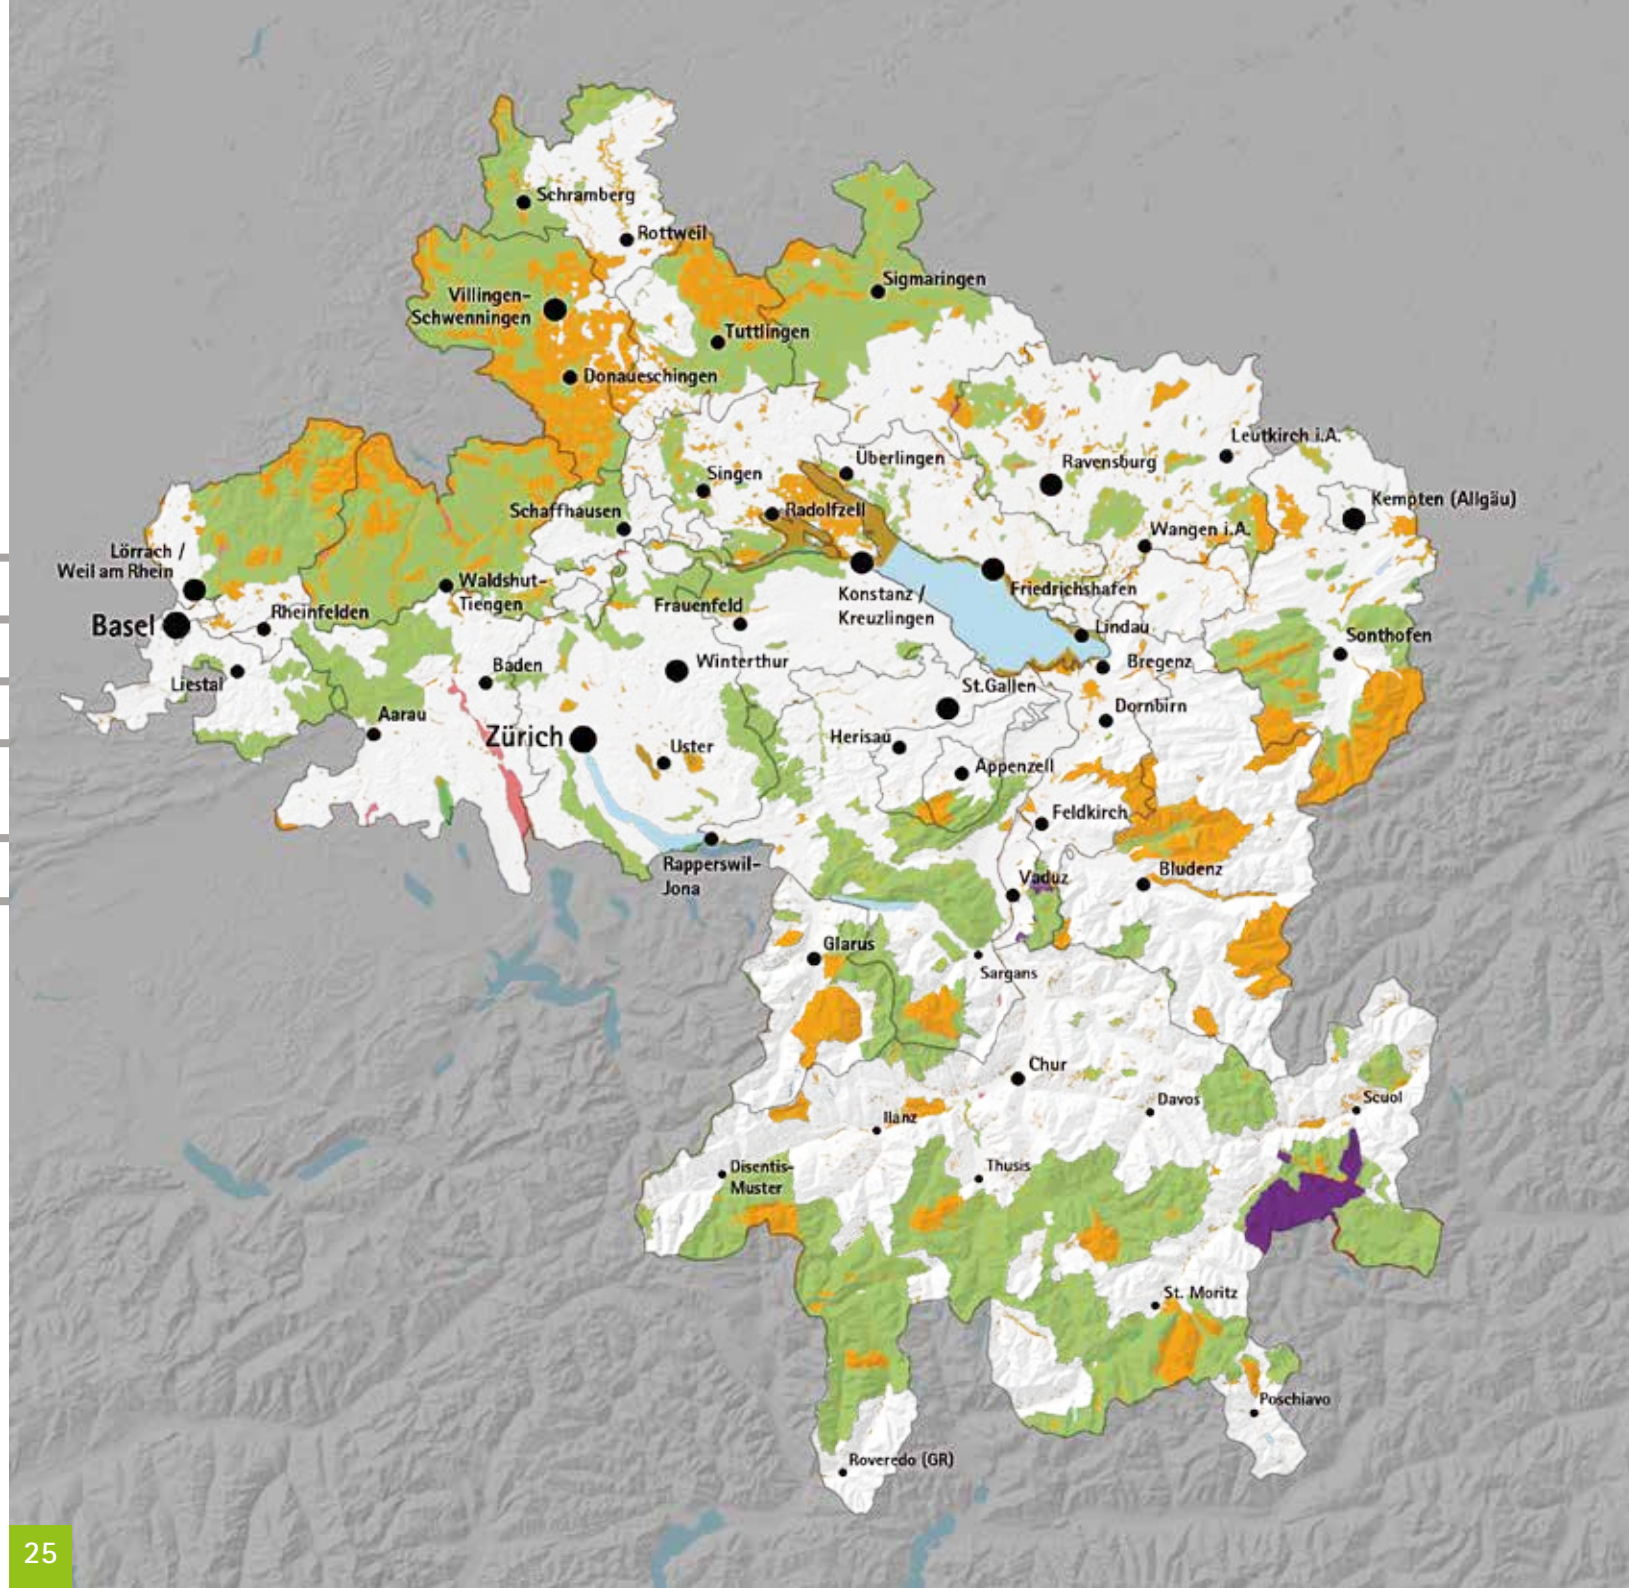 Schramberg
Rottweil
Sigmaringen
Villingen-
Schwenningen
Tuttlingen
Donaueschingen
Leutkirch i.A.
Überlingen
Ravensburg
Singen
Kempten (Allgäu)
Schaffhausen
Radolfzell
Wangen i.A.
Lörrach /
Weil am Rhein
Waldshut-
Tiengen
Friedrichshafen
Konstanz /
Kreuzlingen
Frauenfeld
Rheinfelden
Basel
Lindau
Sonthofen
Baden
Winterthur
Bregenz
Liestal
St.Gallen
Dornbirn
Aarau
Zürich
Herisau
Uster
Appenzell
Feldkirch
Rapperswil-
Jona
Vaduz
Bludenz
Glarus
Sargans
Chur
Davos
Scuol
Ilanz
Disentis-
Muster
Thusis
St. Moritz
Poschiavo
Roveredo (GR)
25